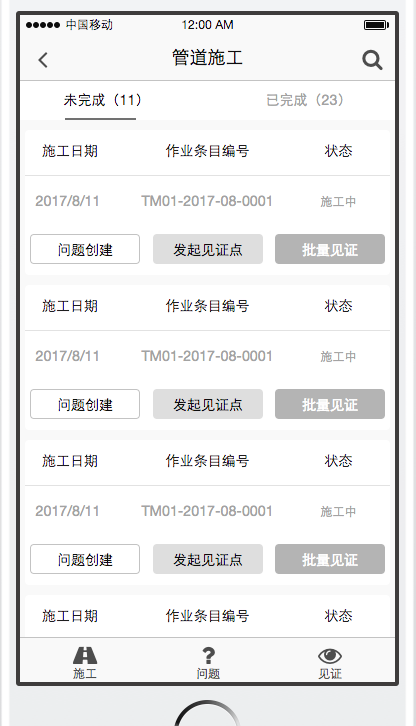 中国移动 12:00 AM
管道施工
未完成（11） 已完成（23）
施工日期 作业条目编号 状态
2017/8/11 TM01-2017-08-0001 施工中
问题创建 发起见证点 批量见证
施工日期 作业条目编号 状态
2017/8/11 TM01-2017-08-0001 施工中
问题创建 发起见证点 批量见证
施工日期 作业条目编号 状态
2017/8/11 TM01-2017-08-0001 施工中
问题创建 发起见证点 批量见证
施工日期 作业条目编号 状态
施工 问题 见证